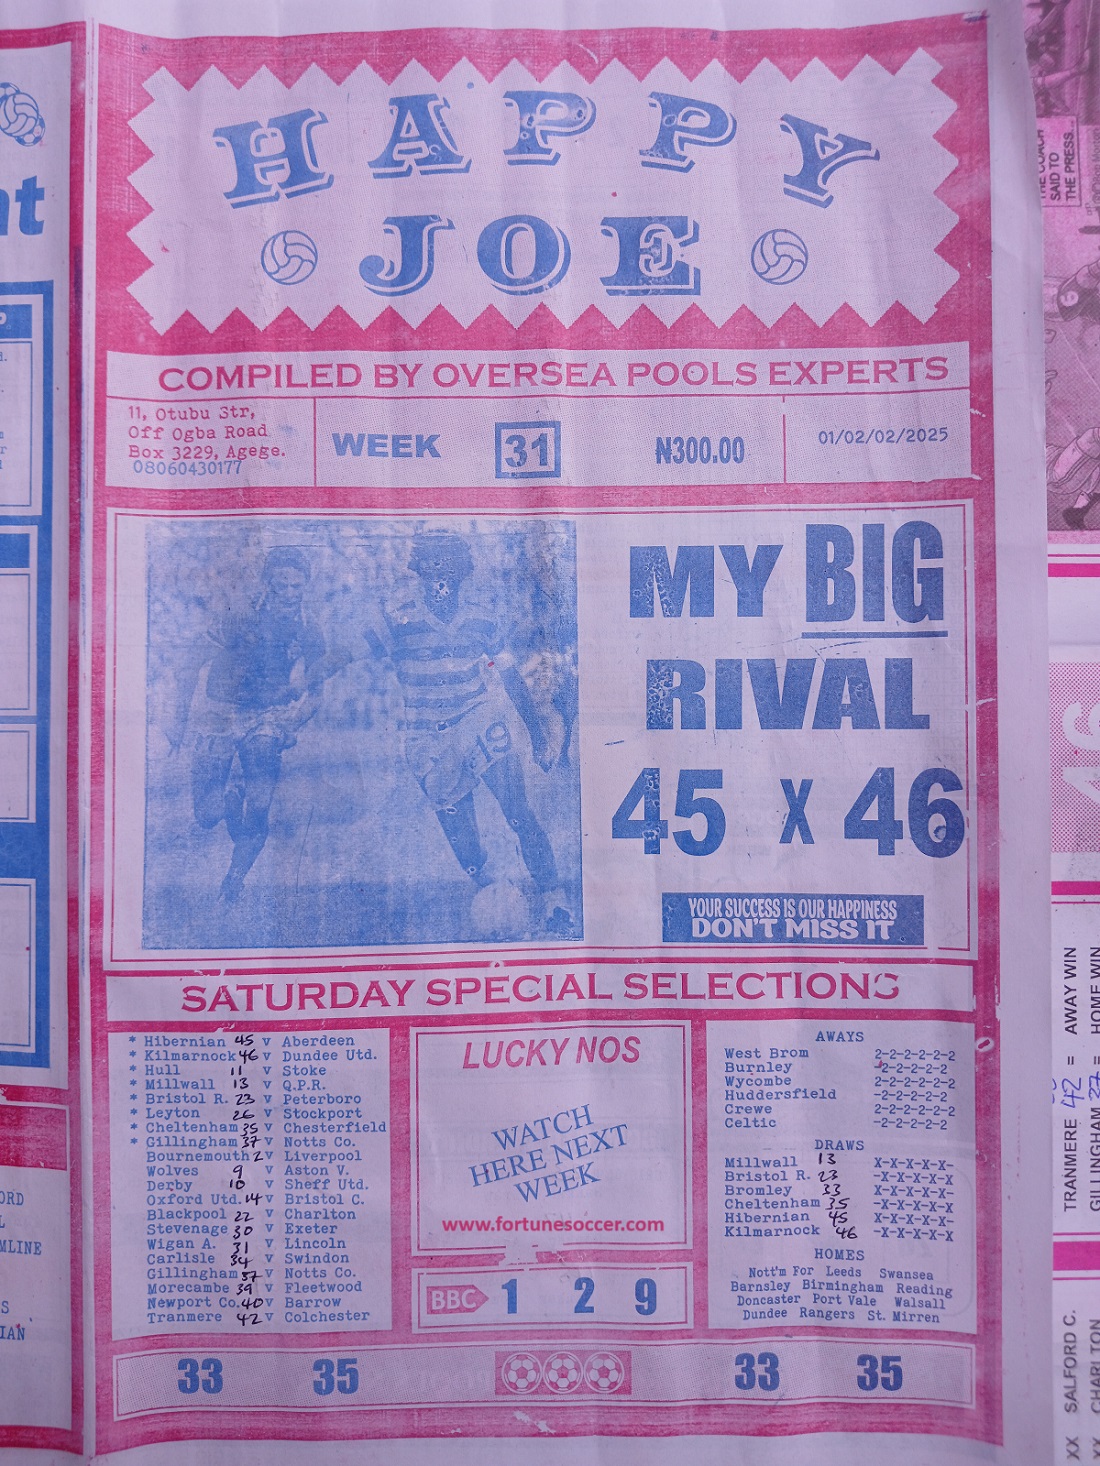 HAPPY
JOE
COMPILED BY OVERSEA POOLS EXPERTS
11, Otubu Str,
Off Ogba Road
Box 3229, Agege.
08060430177
WEEK 31
₦300.00
01/02/02/2025
MY BIG
RIVAL
45 X 46
YOUR SUCCESS IS OUR HAPPINESS
DON'T MISS IT
19
SATURDAY SPECIAL SELECTIONS
* Hibernian 45 v Aberdeen
* Kilmarnock 46 v Dundee Utd.
* Hull 11 v Stoke
* Millwall 13 v Q.P.R.
* Bristol R. 23 v Peterboro
* Leyton 26 v Stockport
* Cheltenham 35 v Chesterfield
* Gillingham 37 v Notts Co.
Bournemouth 2 v Liverpool
Wolves 9 v Aston V.
Derby 10 v Sheff Utd.
Oxford Utd. 14 v Bristol C.
Blackpool 22 v Charlton
Stevenage 30 v Exeter
Wigan A. 31 v Lincoln
Carlisle 34 v Swindon
Gillingham 37 v Notts Co.
Morecambe 39 v Fleetwood
Newport Co. 40 v Barrow
Tranmere 42 v Colchester
LUCKY NOS
WATCH
HERE NEXT
WEEK
www.fortunesoccer.com
BBC 1 2 9
AWAYS
West Brom 2-2-2-2-2-2
Burnley -2-2-2-2-2
Wycombe 2-2-2-2-2-2
Huddersfield -2-2-2-2-2
Crewe 2-2-2-2-2-2
Celtic -2-2-2-2-2
DRAWS
Millwall 13 X-X-X-X-X-
Bristol R. 23 -X-X-X-X-X
Bromley 33 X-X-X-X-X-
Cheltenham 35 -X-X-X-X-X
Hibernian 45 X-X-X-X-X-
Kilmarnock 46 -X-X-X-X-X
HOMES
Nott'm For Leeds Swansea
Barnsley Birmingham Reading
Doncaster Port Vale Walsall
Dundee Rangers St. Mirren
33 35
33 35
SAID TO
THE PRESS...
TRANMERE 42 = AWAY WIN
GILLINGHAM 37 = HOME WIN
XX SALFORD C.
XX CHARLTON